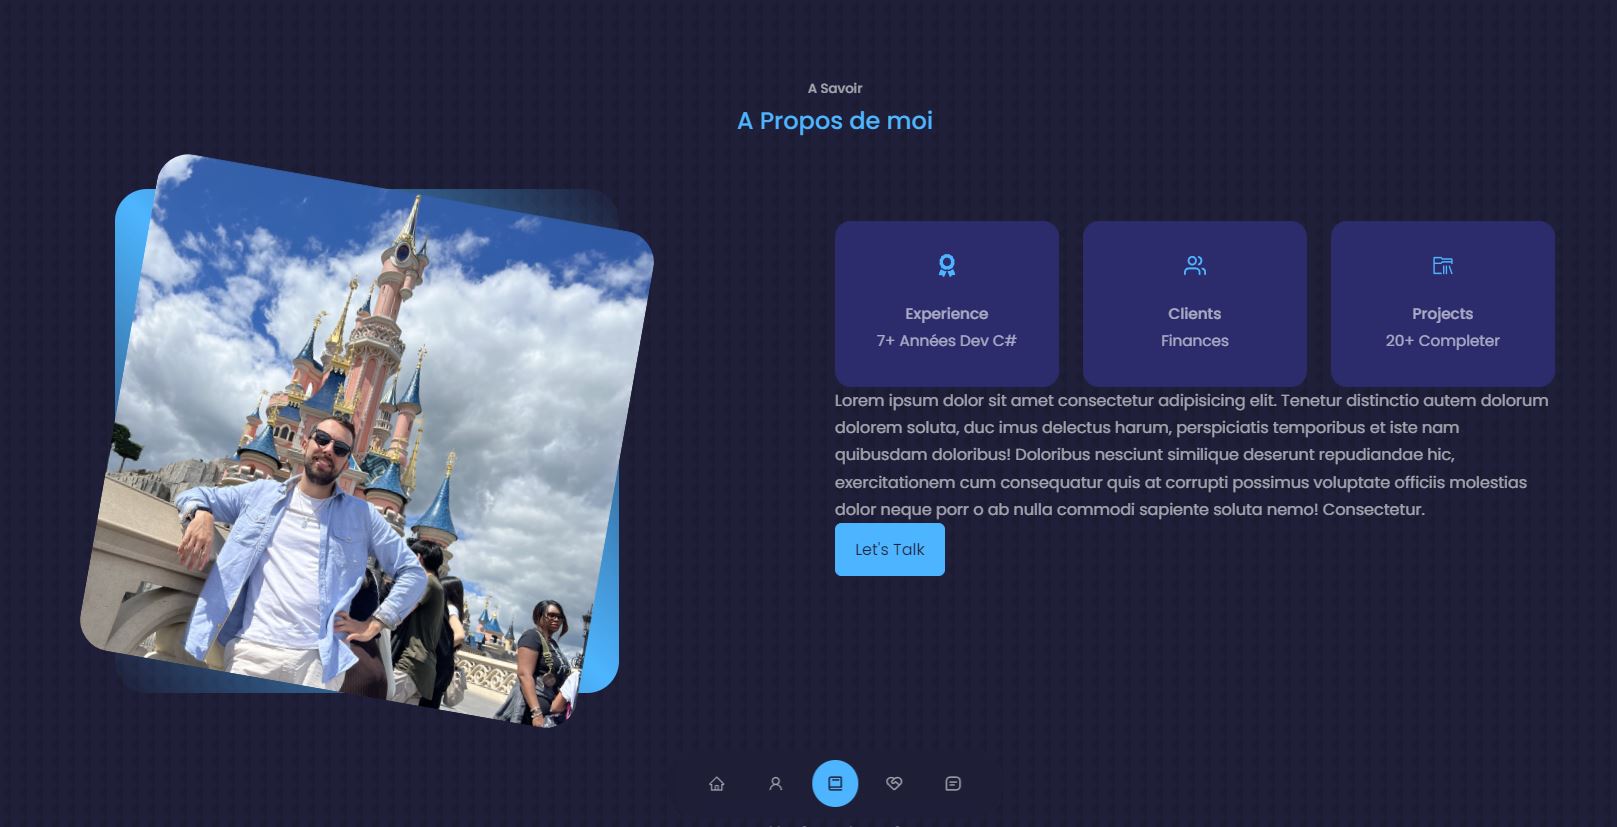 A Savoir
A Propos de moi
Experience
7+ Années Dev C#
Clients
Finances
Projects
20+ Completer
Lorem ipsum dolor sit amet consectetur adipisicing elit. Tenetur distinctio autem dolorum
dolorem soluta, duc imus delectus harum, perspiciatis temporibus et iste nam
quibusdam doloribus! Doloribus nesciunt similique deserunt repudiandae hic,
exercitationem cum consequatur quis at corrupti possimus voluptate officiis molestias
dolor neque porr o ab nulla commodi sapiente soluta nemo! Consectetur.
Let's Talk